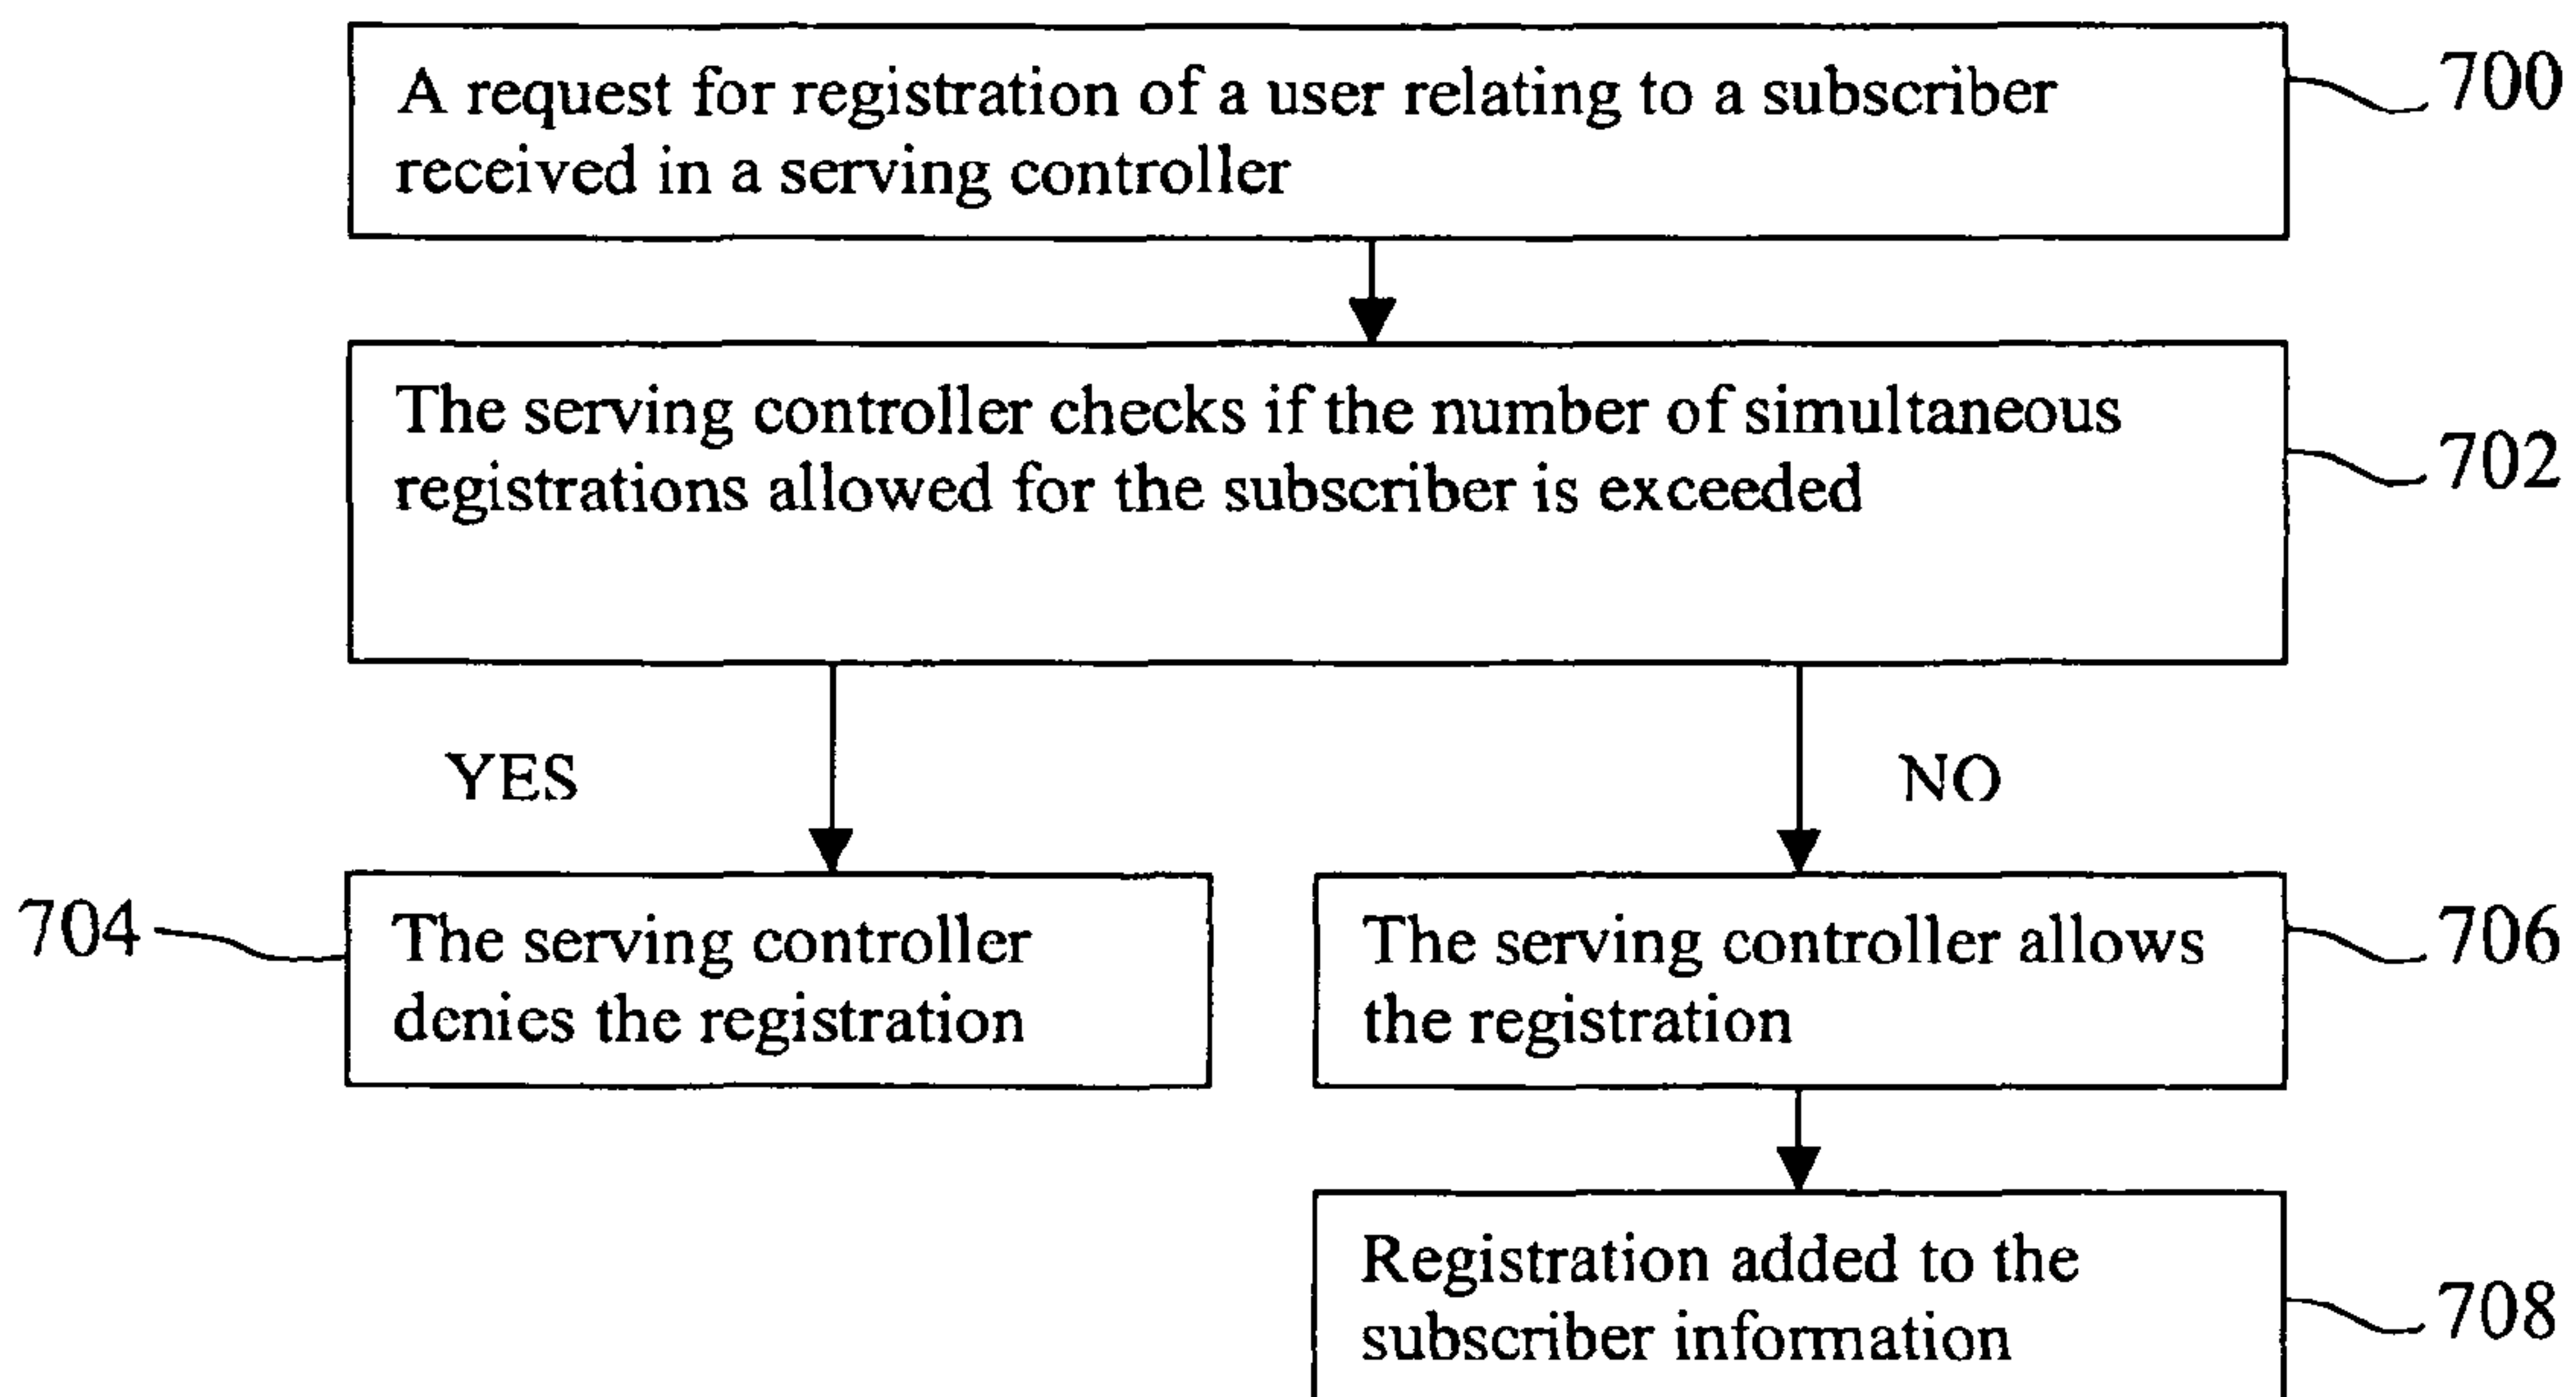 A request for registration of a user relating to a subscriber
received in a serving controller
700
The serving controller checks if the number of simultaneous
registrations allowed for the subscriber is exceeded
702
YES
NO
704
The serving controller
denies the registration
The serving controller allows
the registration
706
Registration added to the
subscriber information
708